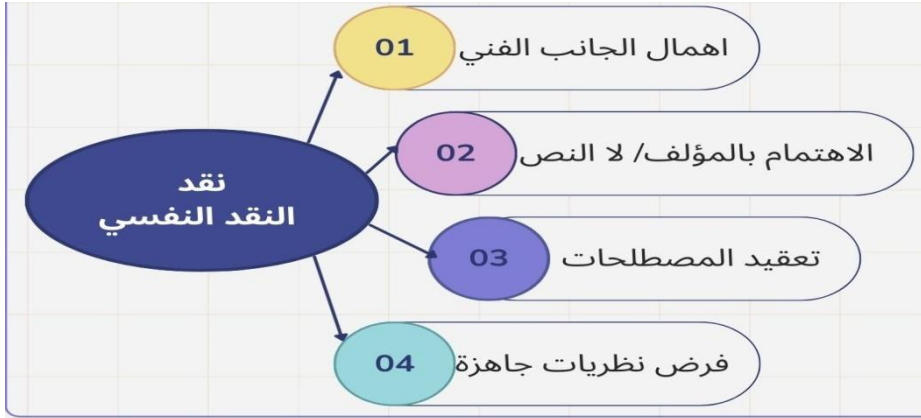 نقد
النقد النفسي
01
اهمال الجانب الفني
02
الاهتمام بالمؤلف/ لا النص
03
تعقيد المصطلحات
04
فرض نظريات جاهزة